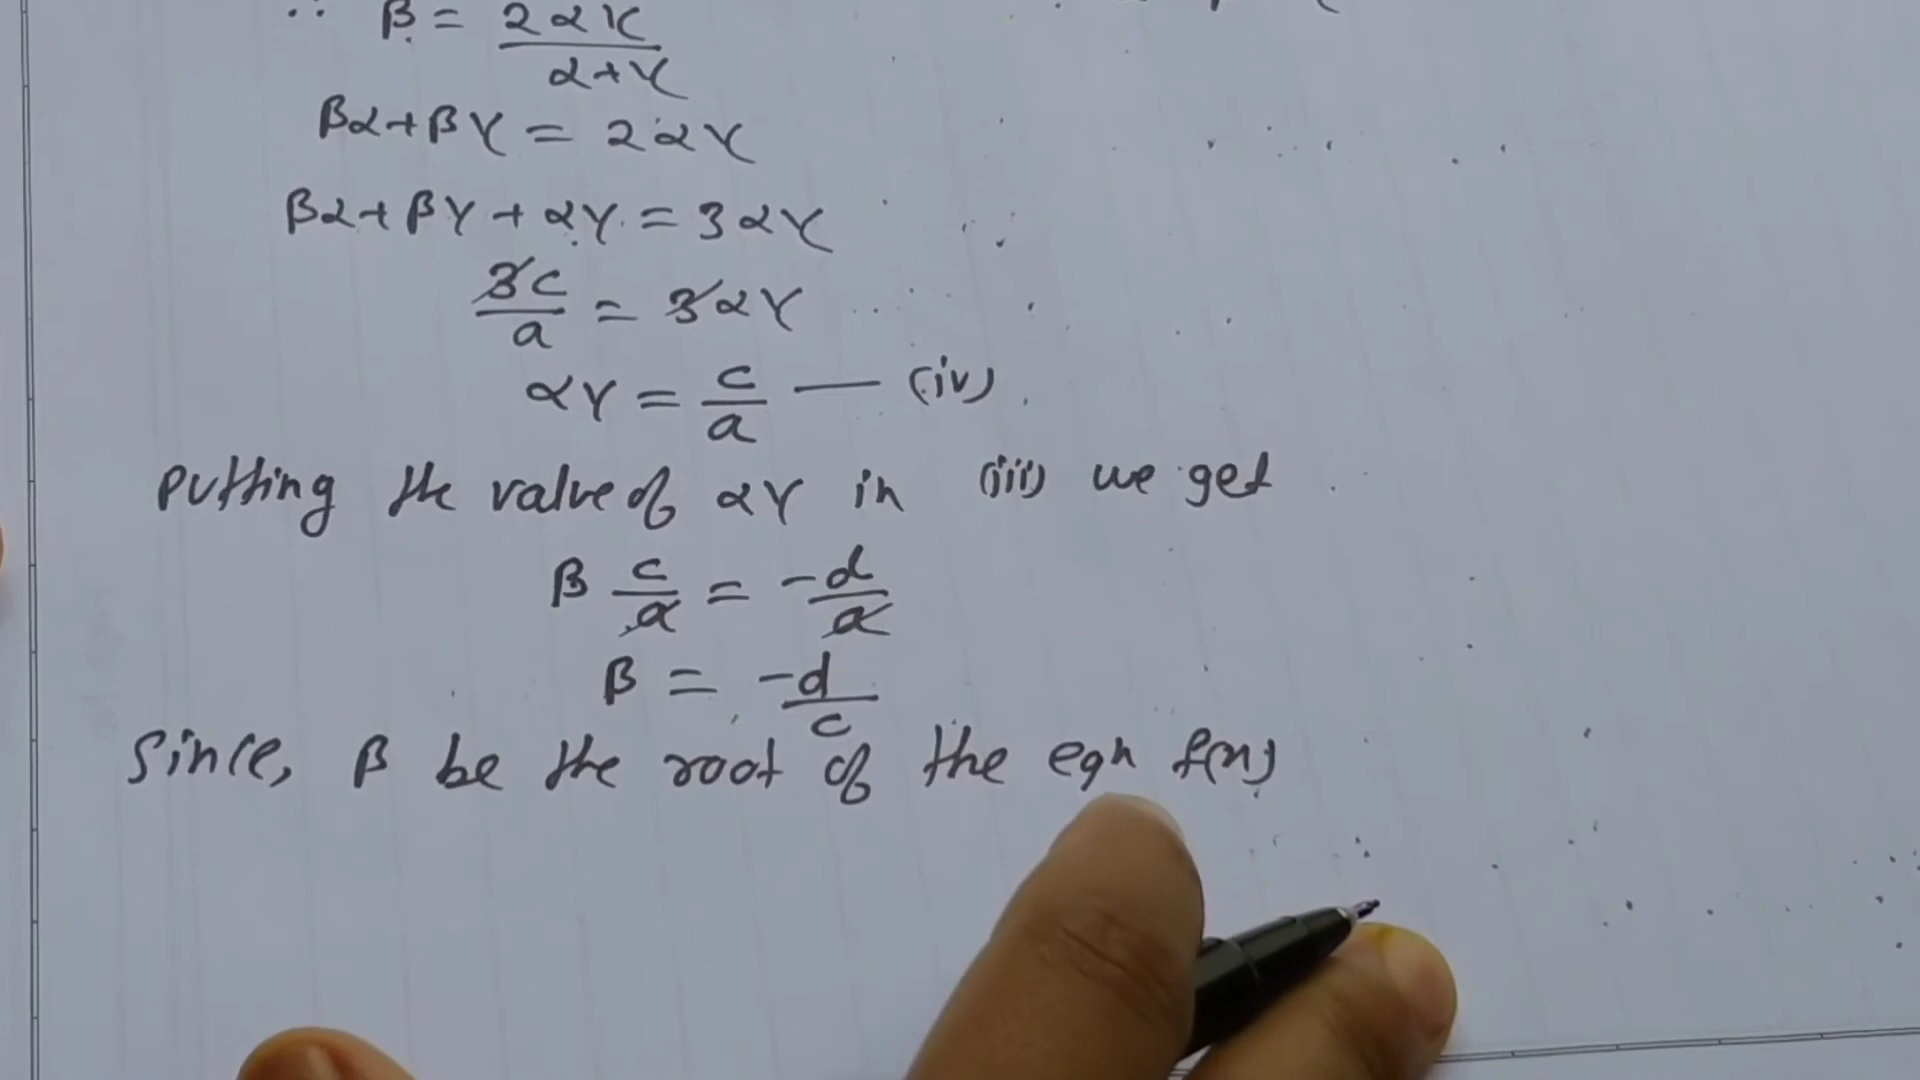 ∴ β = 2αγ/α+γ
βα+βγ = 2αγ
βα+βγ+αγ = 3αγ
3c/a = 3αγ
αγ = c/a — (iv)
putting the value of αγ in (iii) we get
β c/a = -d/a
β = -d/c
Since, β be the root of the eqn f(x)